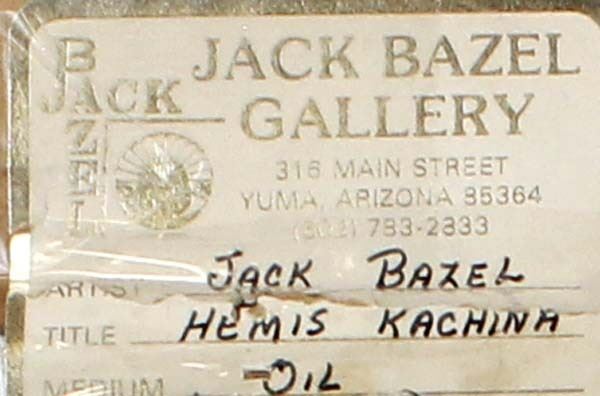 JACK BAZEL
GALLERY
316 MAIN STREET
YUMA, ARIZONA 85364
(602) 783-2833
BAZEL
JACK
ARTIST JACK BAZEL
TITLE HEMIS KACHINA
MEDIUM OIL